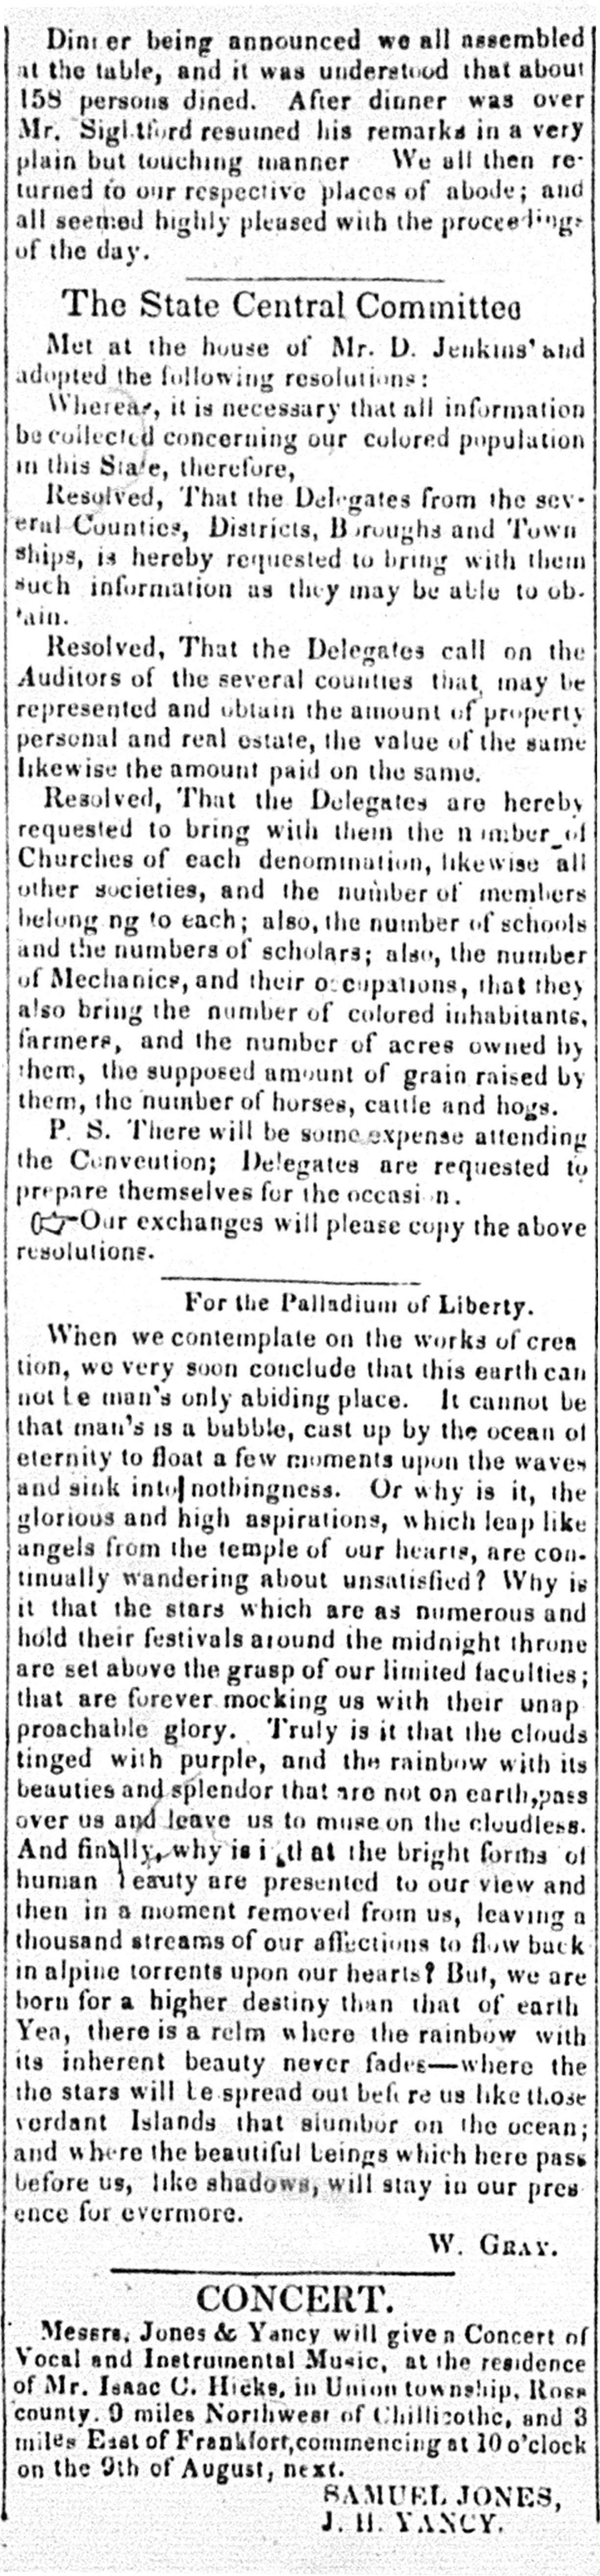 Dinner being announced we all assembled
at the table, and it was understood that about
158 persons dined. After dinner was over
Mr. Sightford resumed his remarks in a very
plain but touching manner We all then re-
turned to our respective places of abode; and
all seemed highly pleased with the proceedings
of the day.
The State Central Committee
Met at the house of Mr. D. Jenkins' and
adopted the following resolutions:
Whereas, it is necessary that all information
be collected concerning our colored population
in this State, therefore,
Resolved, That the Delegates from the sev-
eral Counties, Districts, Boroughs and Town
ships, is hereby requested to bring with them
such information as they may be able to ob-
tain.
Resolved, That the Delegates call on the
Auditors of the several counties that may be
represented and obtain the amount of property
personal and real estate, the value of the same
likewise the amount paid on the same.
Resolved, That the Delegates are hereby
requested to bring with them the number of
Churches of each denomination, likewise all
other societies, and the number of members
belonging to each; also, the number of schools
and the numbers of scholars; also, the number
of Mechanics, and their occupations, that they
also bring the number of colored inhabitants,
farmers, and the number of acres owned by
them, the supposed amount of grain raised by
them, the number of horses, cattle and hogs.
P. S. There will be some expense attending
the Convention; Delegates are requested to
prepare themselves for the occasion.
☞Our exchanges will please copy the above
resolutions.
For the Palladium of Liberty.
When we contemplate on the works of crea
tion, we very soon conclude that this earth can
not be man's only abiding place. It cannot be
that man's is a bubble, cast up by the ocean of
eternity to float a few moments upon the waves
and sink into nothingness. Or why is it, the
glorious and high aspirations, which leap like
angels from the temple of our hearts, are con-
tinually wandering about unsatisfied? Why is
it that the stars which are as numerous and
hold their festivals around the midnight throne
are set above the grasp of our limited faculties;
that are forever mocking us with their unap
proachable glory. Truly is it that the clouds
tinged with purple, and the rainbow with its
beauties and splendor that are not on earth, pass
over us and leave us to muse on the cloudless.
And finally, why is it that the bright forms of
human beauty are presented to our view and
then in a moment removed from us, leaving a
thousand streams of our affections to flow back
in alpine torrents upon our hearts? But, we are
born for a higher destiny than that of earth
Yea, there is a relm where the rainbow with
its inherent beauty never fades—where the
the stars will be spread out before us like those
verdant Islands that slumber on the ocean;
and where the beautiful beings which here pass
before us, like shadows, will stay in our pres
ence for evermore.
W. GRAY.
CONCERT.
Messrs. Jones & Yancy will give a Concert of
Vocal and Instrumental Music, at the residence
of Mr. Isaac C. Hicks, in Union township, Ross
county. 9 miles Northwest of Chillicothe, and 3
miles East of Frankfort, commencing at 10 o'clock
on the 9th of August, next.
SAMUEL JONES,
J. H. YANCY.